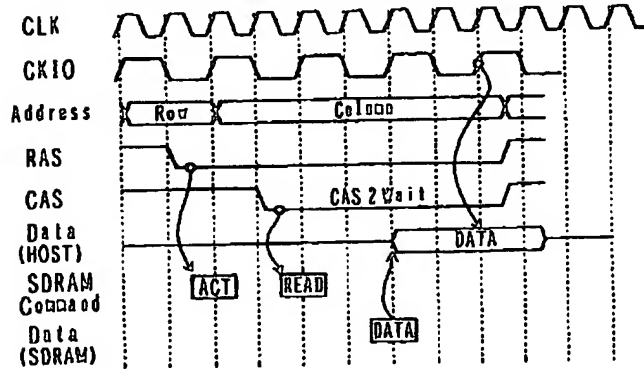 CLK
CKIO
Address Row Column
RAS
CAS CAS 2 Wait
Data (HOST) DATA
SDRAM Command ACT READ
Data (SDRAM) DATA